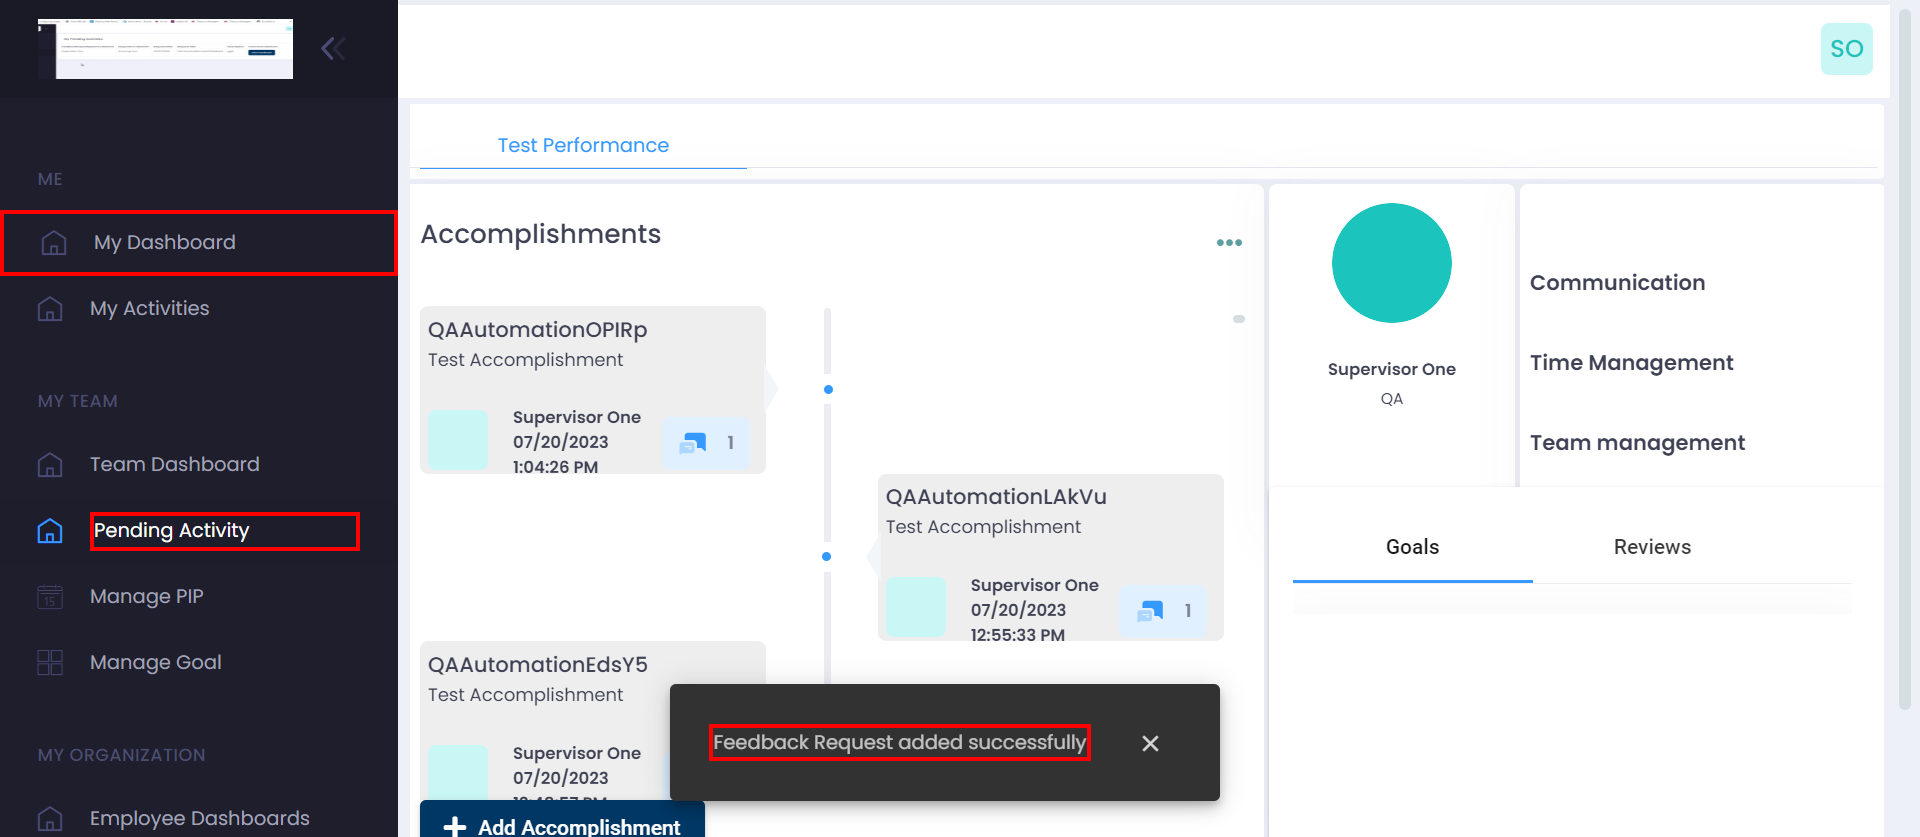 SO
ME
My Dashboard
My Activities
MY TEAM
Team Dashboard
Pending Activity
15
Manage PIP
Manage Goal
MY ORGANIZATION
Employee Dashboards
Test Performance
Accomplishments
QAAutomationOPIRp
Test Accomplishment
Supervisor One
07/20/2023
1:04:26 PM
1
QAAutomationLAkVu
Test Accomplishment
Supervisor One
07/20/2023
12:55:33 PM
1
QAAutomationEdsY5
Test Accomplishment
Supervisor One
07/20/2023
Add Accomplishment
Feedback Request added successfully
Supervisor One
QA
Communication
Time Management
Team management
Goals
Reviews